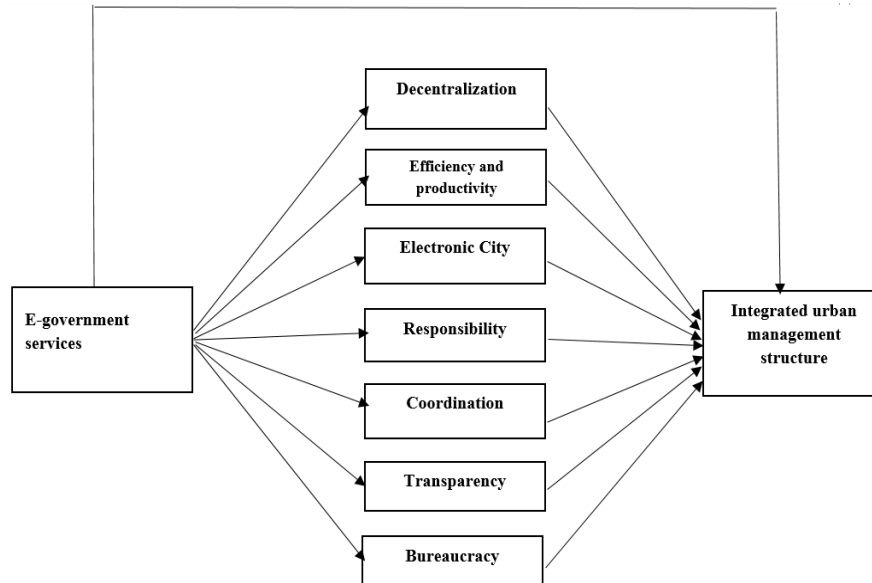 Decentralization
Efficiency and
productivity
Electronic City
E-government
services
Responsibility
Integrated urban
management
structure
Coordination
Transparency
Bureaucracy